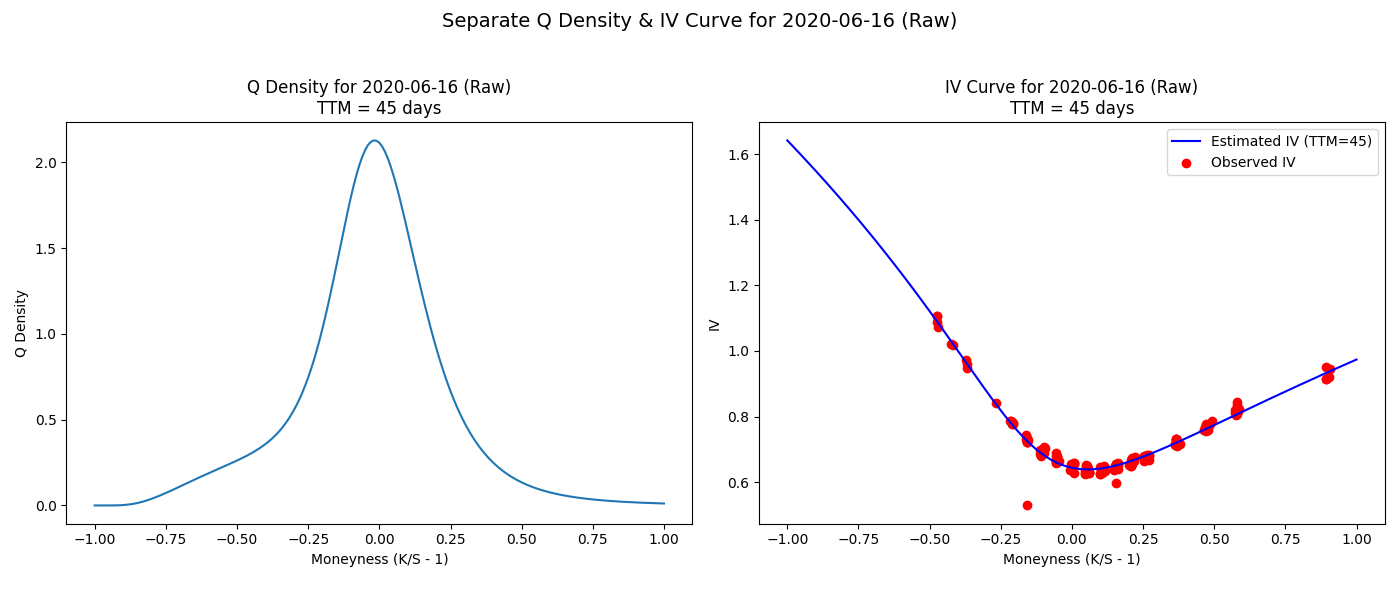 Separate Q Density & IV Curve for 2020-06-16 (Raw)
Q Density for 2020-06-16 (Raw)
TTM = 45 days
Q Density
2.0
1.5
1.0
0.5
0.0
−1.00 −0.75 −0.50 −0.25 0.00 0.25 0.50 0.75 1.00
Moneyness (K/S - 1)
IV Curve for 2020-06-16 (Raw)
TTM = 45 days
Estimated IV (TTM=45)
Observed IV
IV
1.6
1.4
1.2
1.0
0.8
0.6
−1.00 −0.75 −0.50 −0.25 0.00 0.25 0.50 0.75 1.00
Moneyness (K/S - 1)